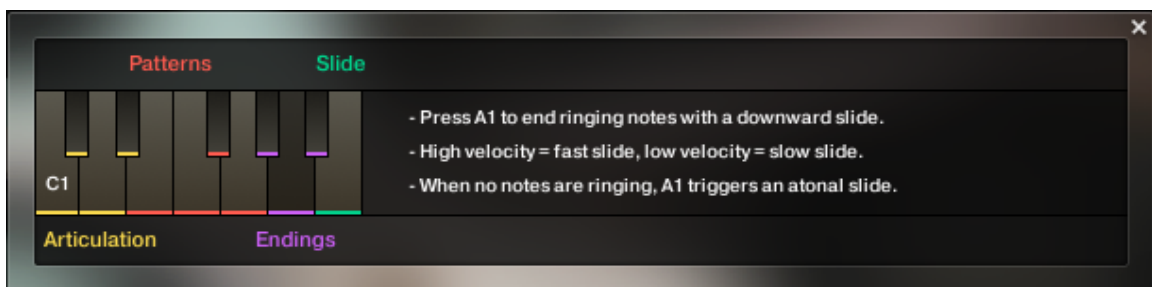 Patterns
Slide
- Press A1 to end ringing notes with a downward slide.
- High velocity = fast slide, low velocity = slow slide.
- When no notes are ringing, A1 triggers an atonal slide.
C1
Articulation
Endings